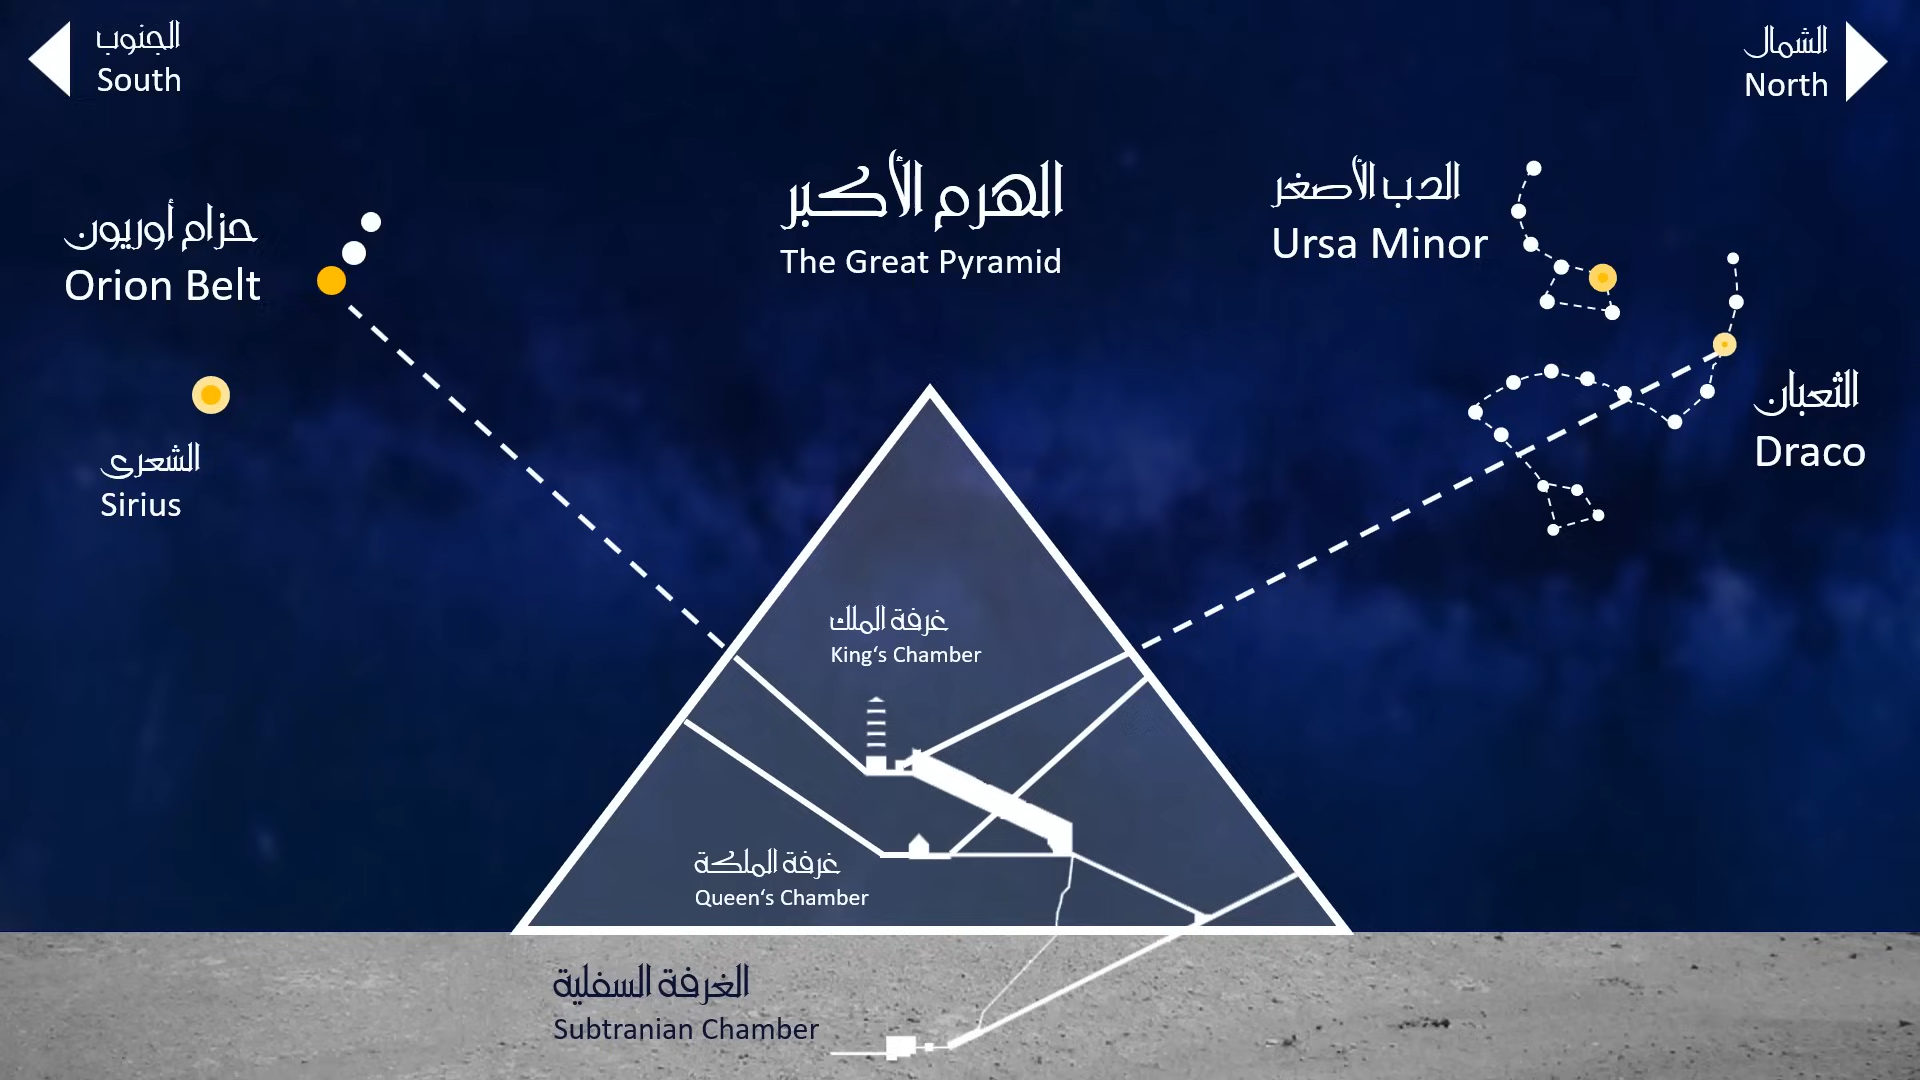 الجنوب
South
الشمال
North
الهرم الأكبر
The Great Pyramid
حزام أوريون
Orion Belt
الدب الأصغر
Ursa Minor
الشعرى
Sirius
الثعبان
Draco
غرفة الملك
King‘s Chamber
غرفة الملكة
Queen‘s Chamber
الغرفة السفلية
Subtranian Chamber